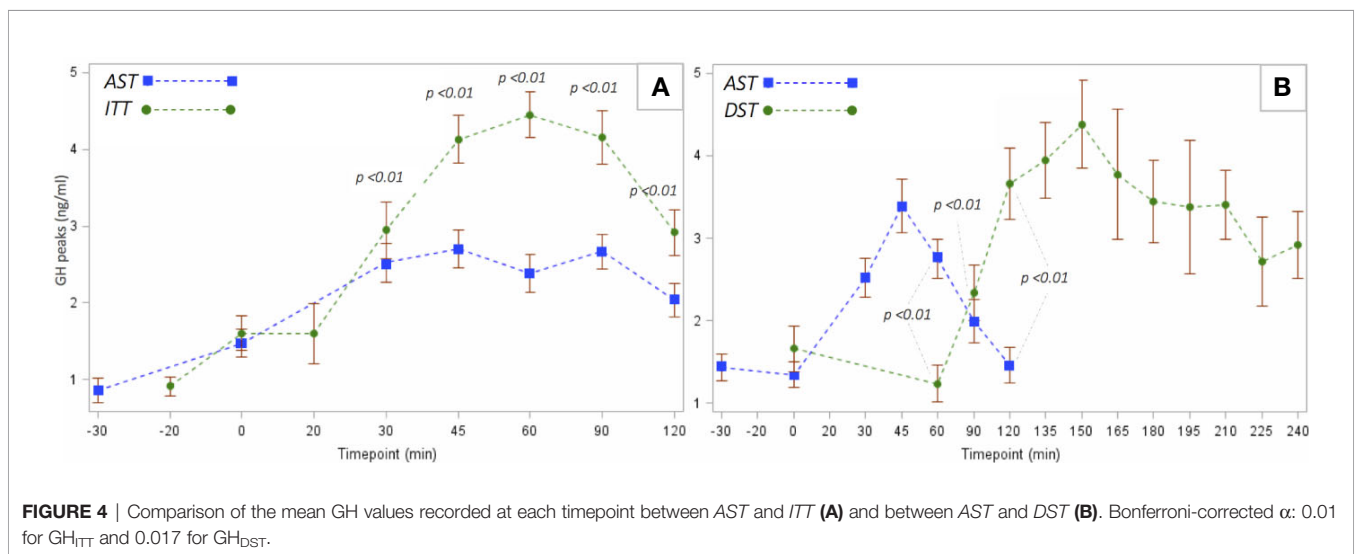 AST
ITT
A
GH peaks (ng/ml)
5
4
3
2
1
p <0.01
p <0.01
p <0.01
p <0.01
p <0.01
-30 -20 0 20 30 45 60 90 120
Timepoint (min)
AST
DST
B
5
4
3
2
1
p <0.01
p <0.01
p <0.01
-30 -20 0 20 30 45 60 90 120 135 150 165 180 195 210 225 240
Timepoint (min)
FIGURE 4 | Comparison of the mean GH values recorded at each timepoint between AST and ITT (A) and between AST and DST (B). Bonferroni-corrected α: 0.01
for GHITT and 0.017 for GHDST.